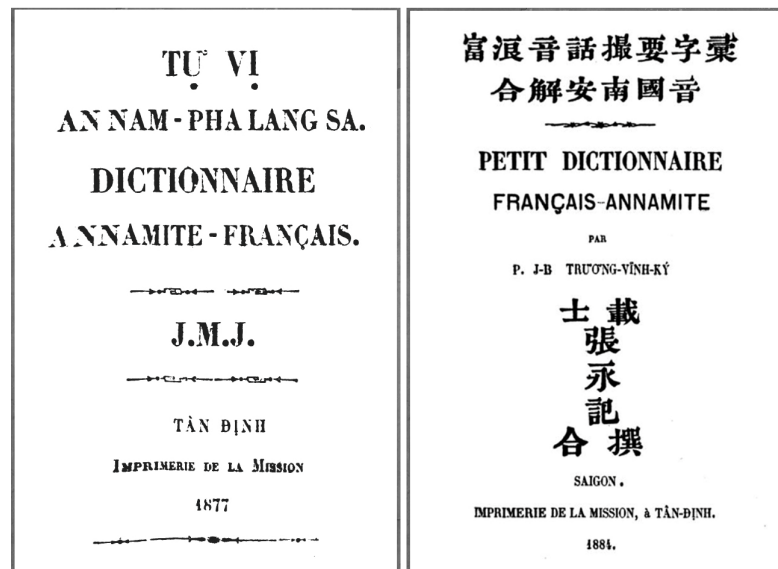 TỰ VỊ
AN NAM - PHA LANG SA.
DICTIONNAIRE
ANNAMITE - FRANÇAIS.
J.M.J.
TÂN ĐỊNH
IMPRIMERIE DE LA MISSION
1877
富浪音話撮要字彙
合解安南國音
PETIT DICTIONNAIRE
FRANÇAIS-ANNAMITE
PAR
P. J-B TRƯƠNG-VĨNH-KÝ
士載
張
永
記
合撰
SAIGON.
IMPRIMERIE DE LA MISSION, à TÂN-ĐỊNH.
1884.